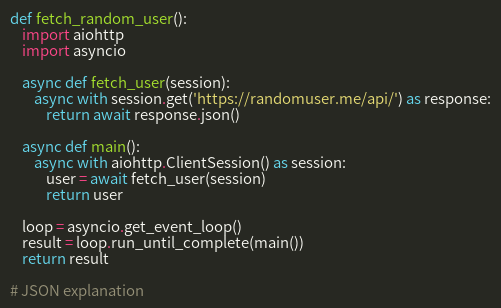 def fetch_random_user():
    import aiohttp
    import asyncio

    async def fetch_user(session):
        async with session.get('https://randomuser.me/api/') as response:
            return await response.json()

    async def main():
        async with aiohttp.ClientSession() as session:
            user = await fetch_user(session)
            return user

    loop = asyncio.get_event_loop()
    result = loop.run_until_complete(main())
    return result

# JSON explanation